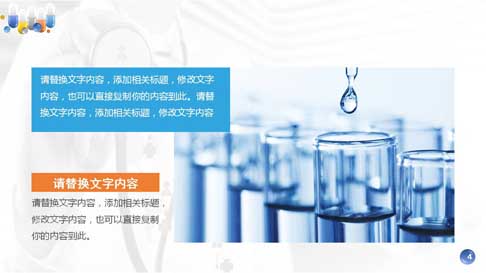 请替换文字内容，添加相关标题，修改文字
内容，也可以直接复制你的内容到此。请替
换文字内容，添加相关标题，修改文字内容
请替换文字内容
请替换文字内容，添加相关标题，
修改文字内容，也可以直接复制
你的内容到此。
4